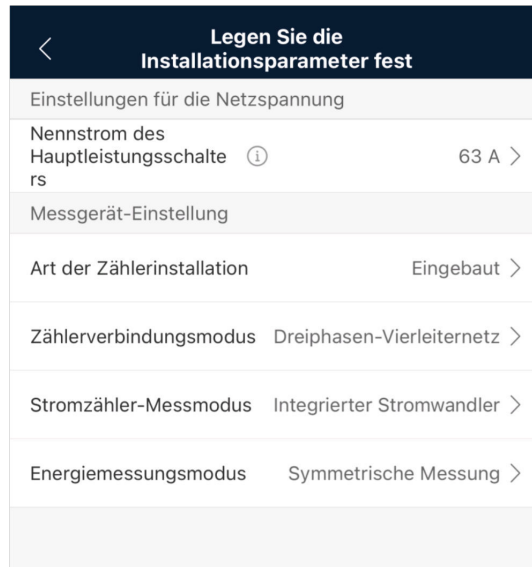 Legen Sie die
Installationsparameter fest
Einstellungen für die Netzspannung
Nennstrom des
Hauptleistungsschalte
rs
63 A
Messgerät-Einstellung
Art der Zählerinstallation Eingebaut
Zählerverbindungsmodus Dreiphasen-Vierleiternetz
Stromzähler-Messmodus Integrierter Stromwandler
Energiemessungsmodus Symmetrische Messung